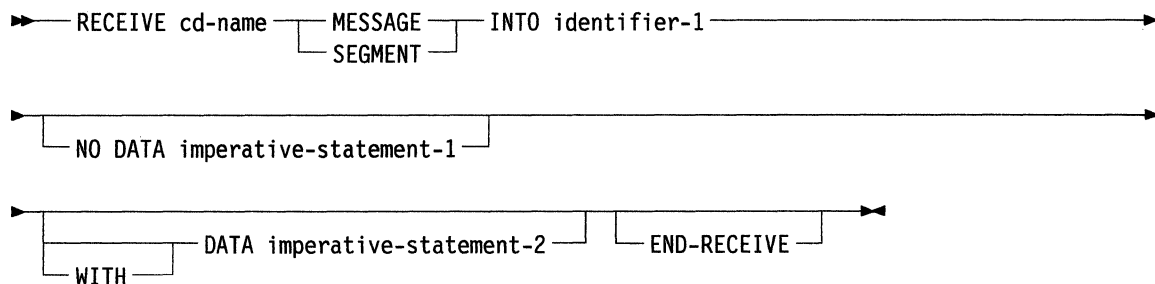 RECEIVE cd-name MESSAGE INTO identifier-1
SEGMENT
NO DATA imperative-statement-1
DATA imperative-statement-2 END-RECEIVE
WITH